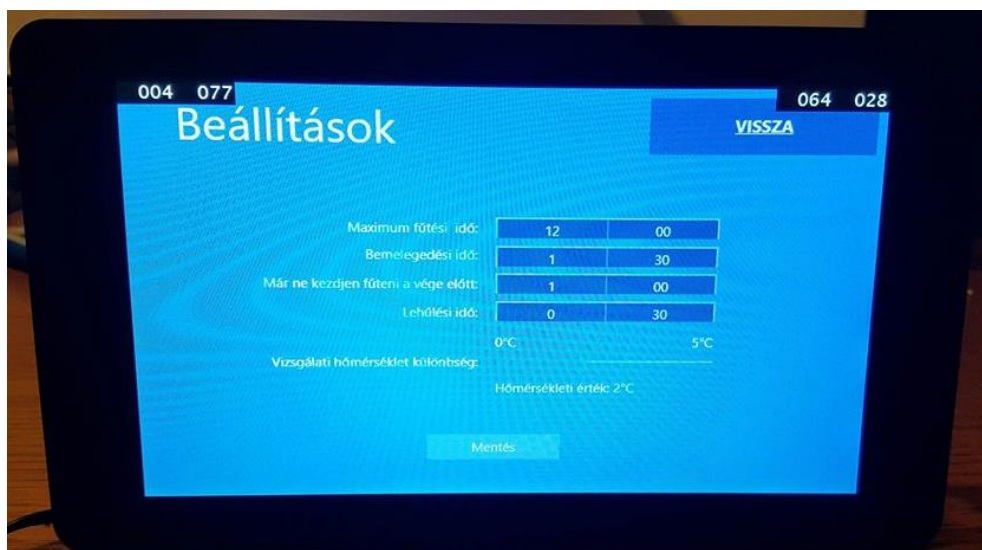 004 077
064 028
Beállítások
VISSZA
Maximum fűtési idő: 12 00
Bemelegedési idő: 1 30
Már ne kezdjen fűteni a vége előtt: 1 00
Lehűlési idő: 0 30
0°C 5°C
Vizsgálati hőmérséklet különbség:
Hőmérsékleti érték: 2°C
Mentés